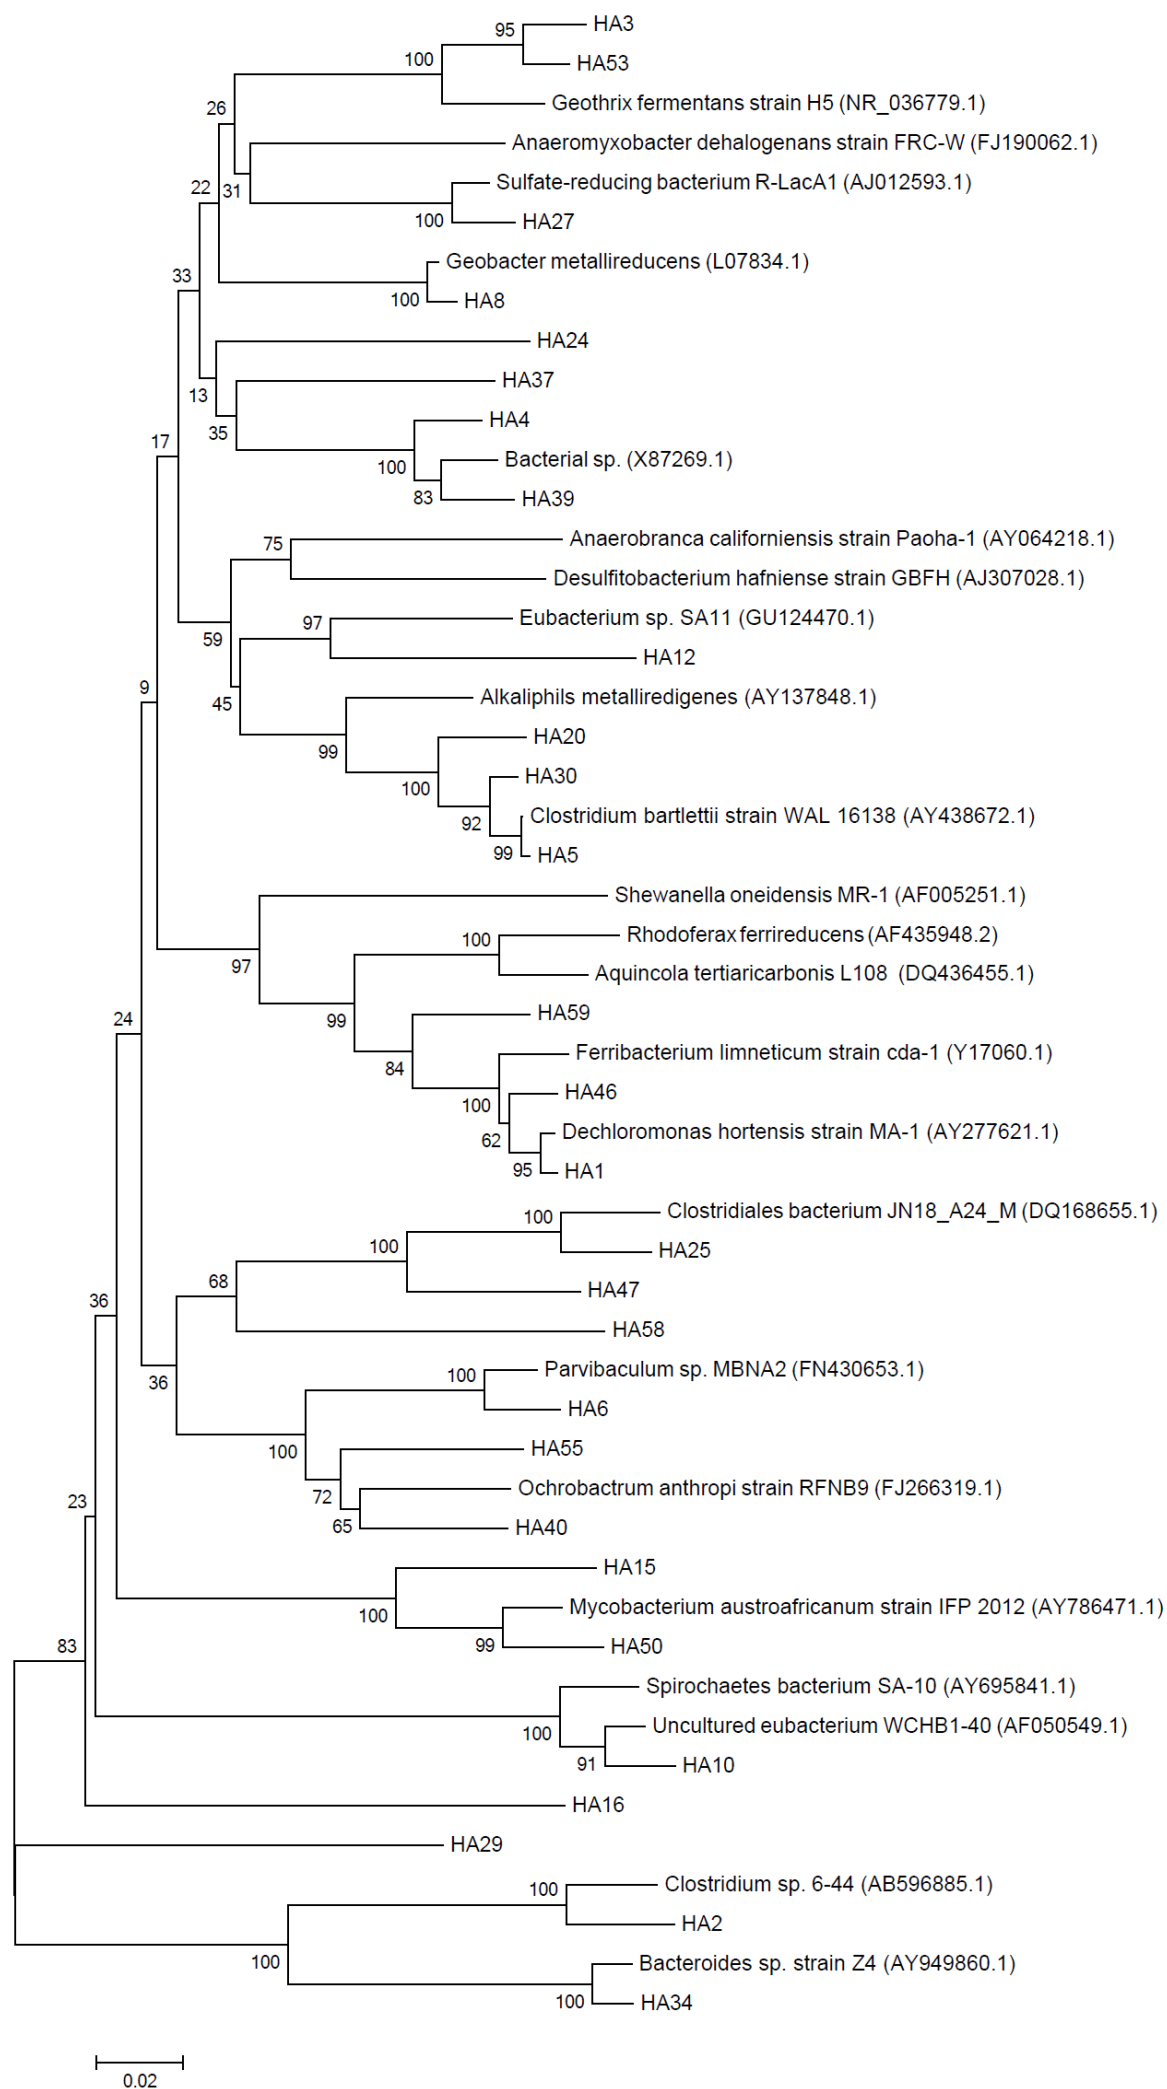 HA3
95
100
HA53
Geothrix fermentans strain H5 (NR_036779.1)
26
Anaeromyxobacter dehalogenans strain FRC-W (FJ190062.1)
22
31
Sulfate-reducing bacterium R-LacA1 (AJ012593.1)
100
HA27
Geobacter metallireducens (L07834.1)
33
100
HA8
HA24
HA37
13
HA4
35
17
Bacterial sp. (X87269.1)
100
83
HA39
Anaerobranca californiensis strain Paoha-1 (AY064218.1)
75
Desulfitobacterium hafniense strain GBFH (AJ307028.1)
Eubacterium sp. SA11 (GU124470.1)
97
59
HA12
9
45
Alkaliphils metalliredigenes (AY137848.1)
HA20
99
HA30
100
Clostridium bartlettii strain WAL 16138 (AY438672.1)
92
99
HA5
Shewanella oneidensis MR-1 (AF005251.1)
Rhodoferax ferrireducens (AF435948.2)
100
97
Aquincola tertiaricarbonis L108 (DQ436455.1)
24
99
HA59
Ferribacterium limneticum strain cda-1 (Y17060.1)
84
HA46
100
Dechloromonas hortensis strain MA-1 (AY277621.1)
62
95
HA1
Clostridiales bacterium JN18_A24_M (DQ168655.1)
100
100
HA25
68
HA47
36
HA58
Parvibaculum sp. MBNA2 (FN430653.1)
100
36
HA6
HA55
100
Ochrobactrum anthropi strain RFNB9 (FJ266319.1)
72
23
65
HA40
HA15
Mycobacterium austroafricanum strain IFP 2012 (AY786471.1)
100
99
HA50
83
Spirochaetes bacterium SA-10 (AY695841.1)
Uncultured eubacterium WCHB1-40 (AF050549.1)
100
91
HA10
HA16
HA29
Clostridium sp. 6-44 (AB596885.1)
100
HA2
Bacteroides sp. strain Z4 (AY949860.1)
100
100
HA34
0.02